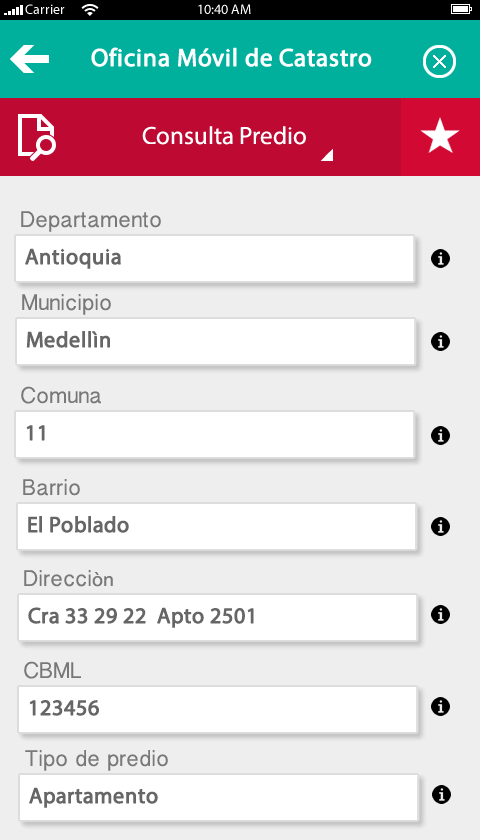 Carrier 10:40 AM
Oficina Móvil de Catastro
Consulta Predio
Departamento
Antioquia
Municipio
Medellìn
Comuna
11
Barrio
El Poblado
Direcciòn
Cra 33 29 22  Apto 2501
CBML
123456
Tipo de predio
Apartamento